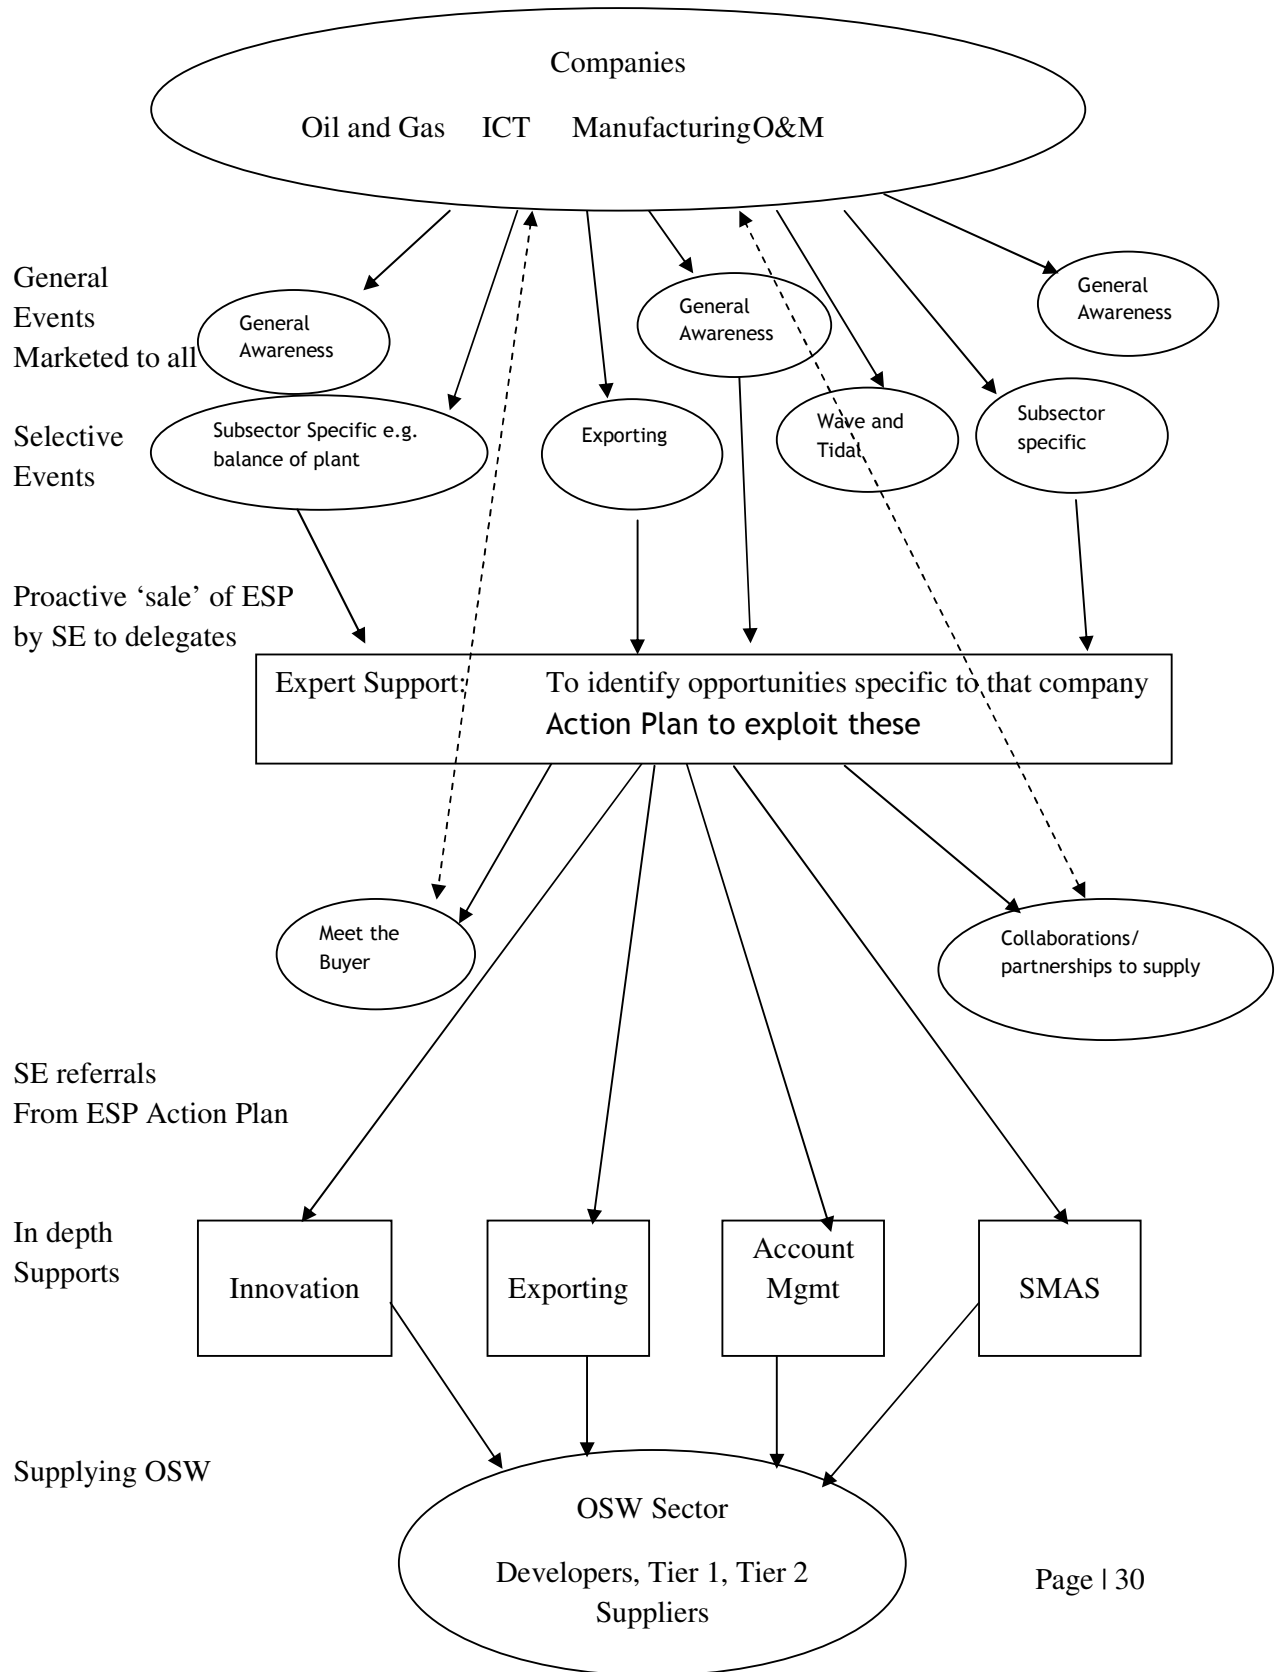 Companies
Oil and Gas ICT ManufacturingO&M
General
Events
Marketed to all
General
Awareness
General
Awareness
General
Awareness
Selective
Events
Subsector Specific e.g.
balance of plant
Exporting
Wave and
Tidal
Subsector
specific
Proactive ‘sale’ of ESP
by SE to delegates
Expert Support: To identify opportunities specific to that company
Action Plan to exploit these
Meet the
Buyer
Collaborations/
partnerships to supply
SE referrals
From ESP Action Plan
In depth
Supports
Innovation
Exporting
Account
Mgmt
SMAS
Supplying OSW
OSW Sector
Developers, Tier 1, Tier 2
Suppliers
Page | 30